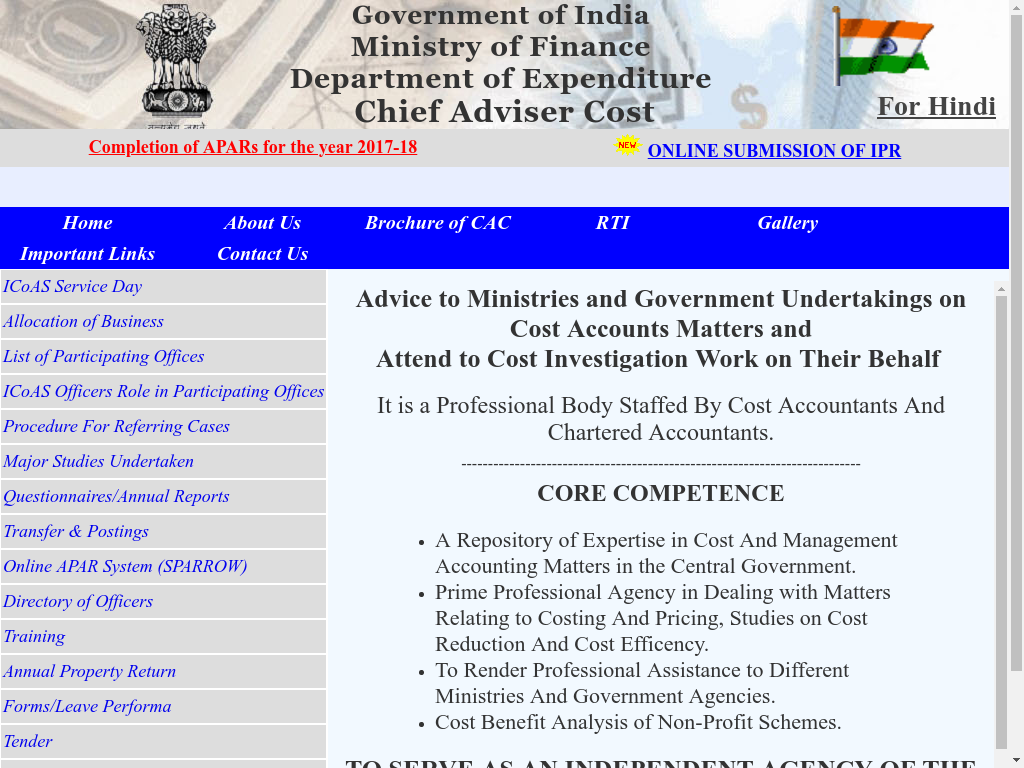 Government of India
Ministry of Finance
Department of Expenditure
Chief Adviser Cost
For Hindi
Completion of APARs for the year 2017-18
NEW ONLINE SUBMISSION OF IPR
Home About Us Brochure of CAC RTI Gallery
Important Links Contact Us
ICoAS Service Day
Allocation of Business
List of Participating Offices
ICoAS Officers Role in Participating Offices
Procedure For Referring Cases
Major Studies Undertaken
Questionnaires/Annual Reports
Transfer & Postings
Online APAR System (SPARROW)
Directory of Officers
Training
Annual Property Return
Forms/Leave Performa
Tender
Advice to Ministries and Government Undertakings on
Cost Accounts Matters and
Attend to Cost Investigation Work on Their Behalf
It is a Professional Body Staffed By Cost Accountants And
Chartered Accountants.
---------------------------------------------------------------------------
CORE COMPETENCE
• A Repository of Expertise in Cost And Management
Accounting Matters in the Central Government.
• Prime Professional Agency in Dealing with Matters
Relating to Costing And Pricing, Studies on Cost
Reduction And Cost Efficency.
• To Render Professional Assistance to Different
Ministries And Government Agencies.
• Cost Benefit Analysis of Non-Profit Schemes.
TO SERVE AS AN INDEPENDENT AGENCY OF THE